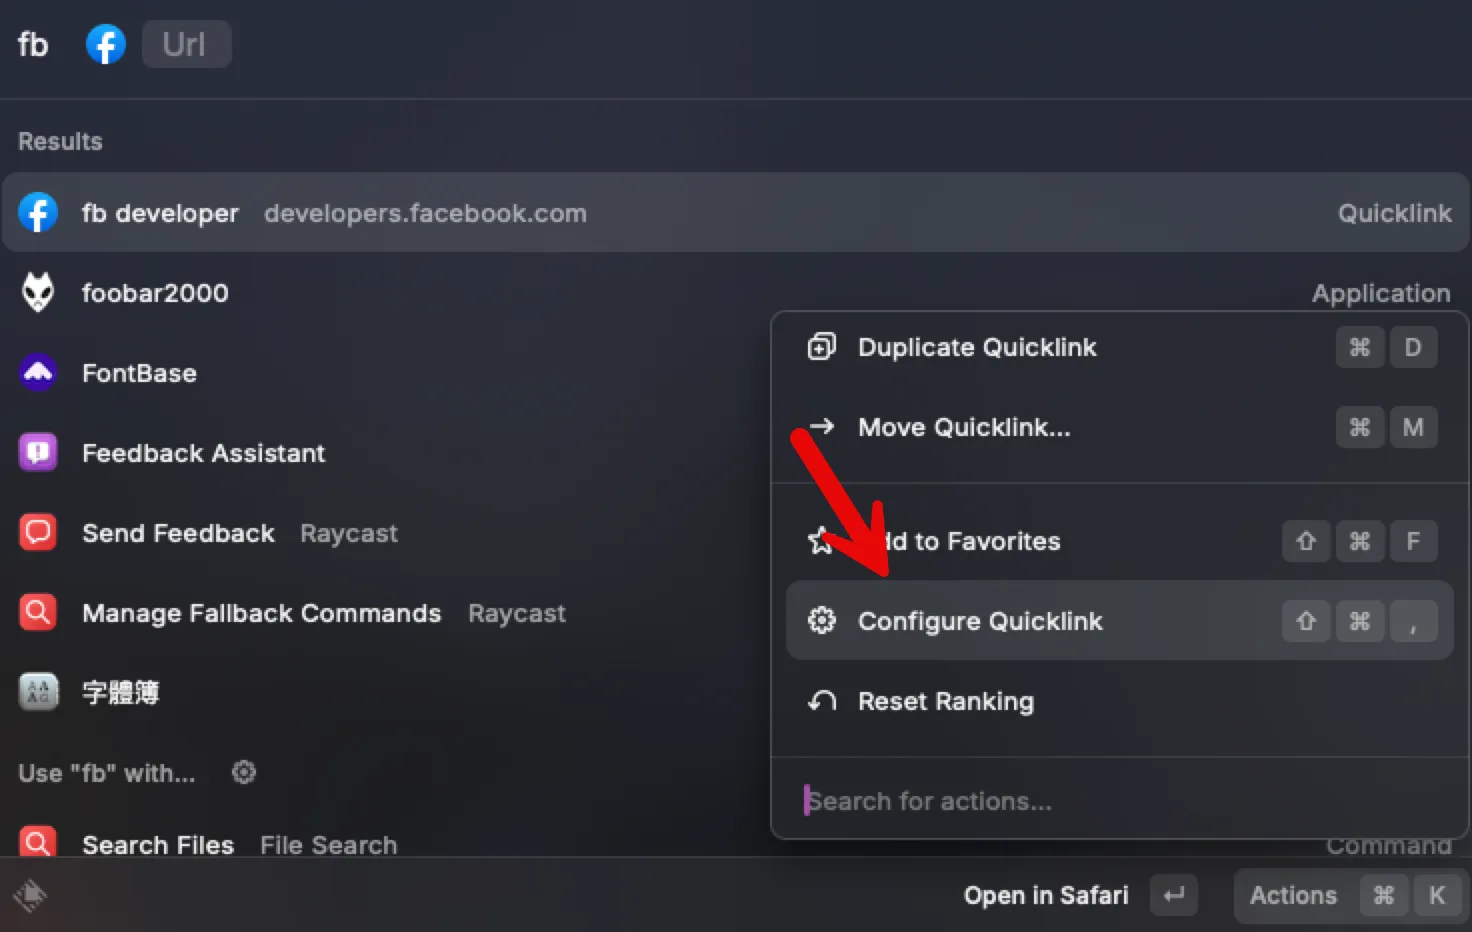 fb Url
Results
fb developer developers.facebook.com Quicklink
foobar2000 Application
FontBase
Feedback Assistant
Send Feedback Raycast
Manage Fallback Commands Raycast
字體簿
Use "fb" with...
Search Files File Search Command
Duplicate Quicklink ⌘ D
Move Quicklink... ⌘ M
to Favorites ⇧ ⌘ F
Configure Quicklink ⇧ ⌘ ,
Reset Ranking
Search for actions...
Open in Safari ↵ Actions ⌘ K